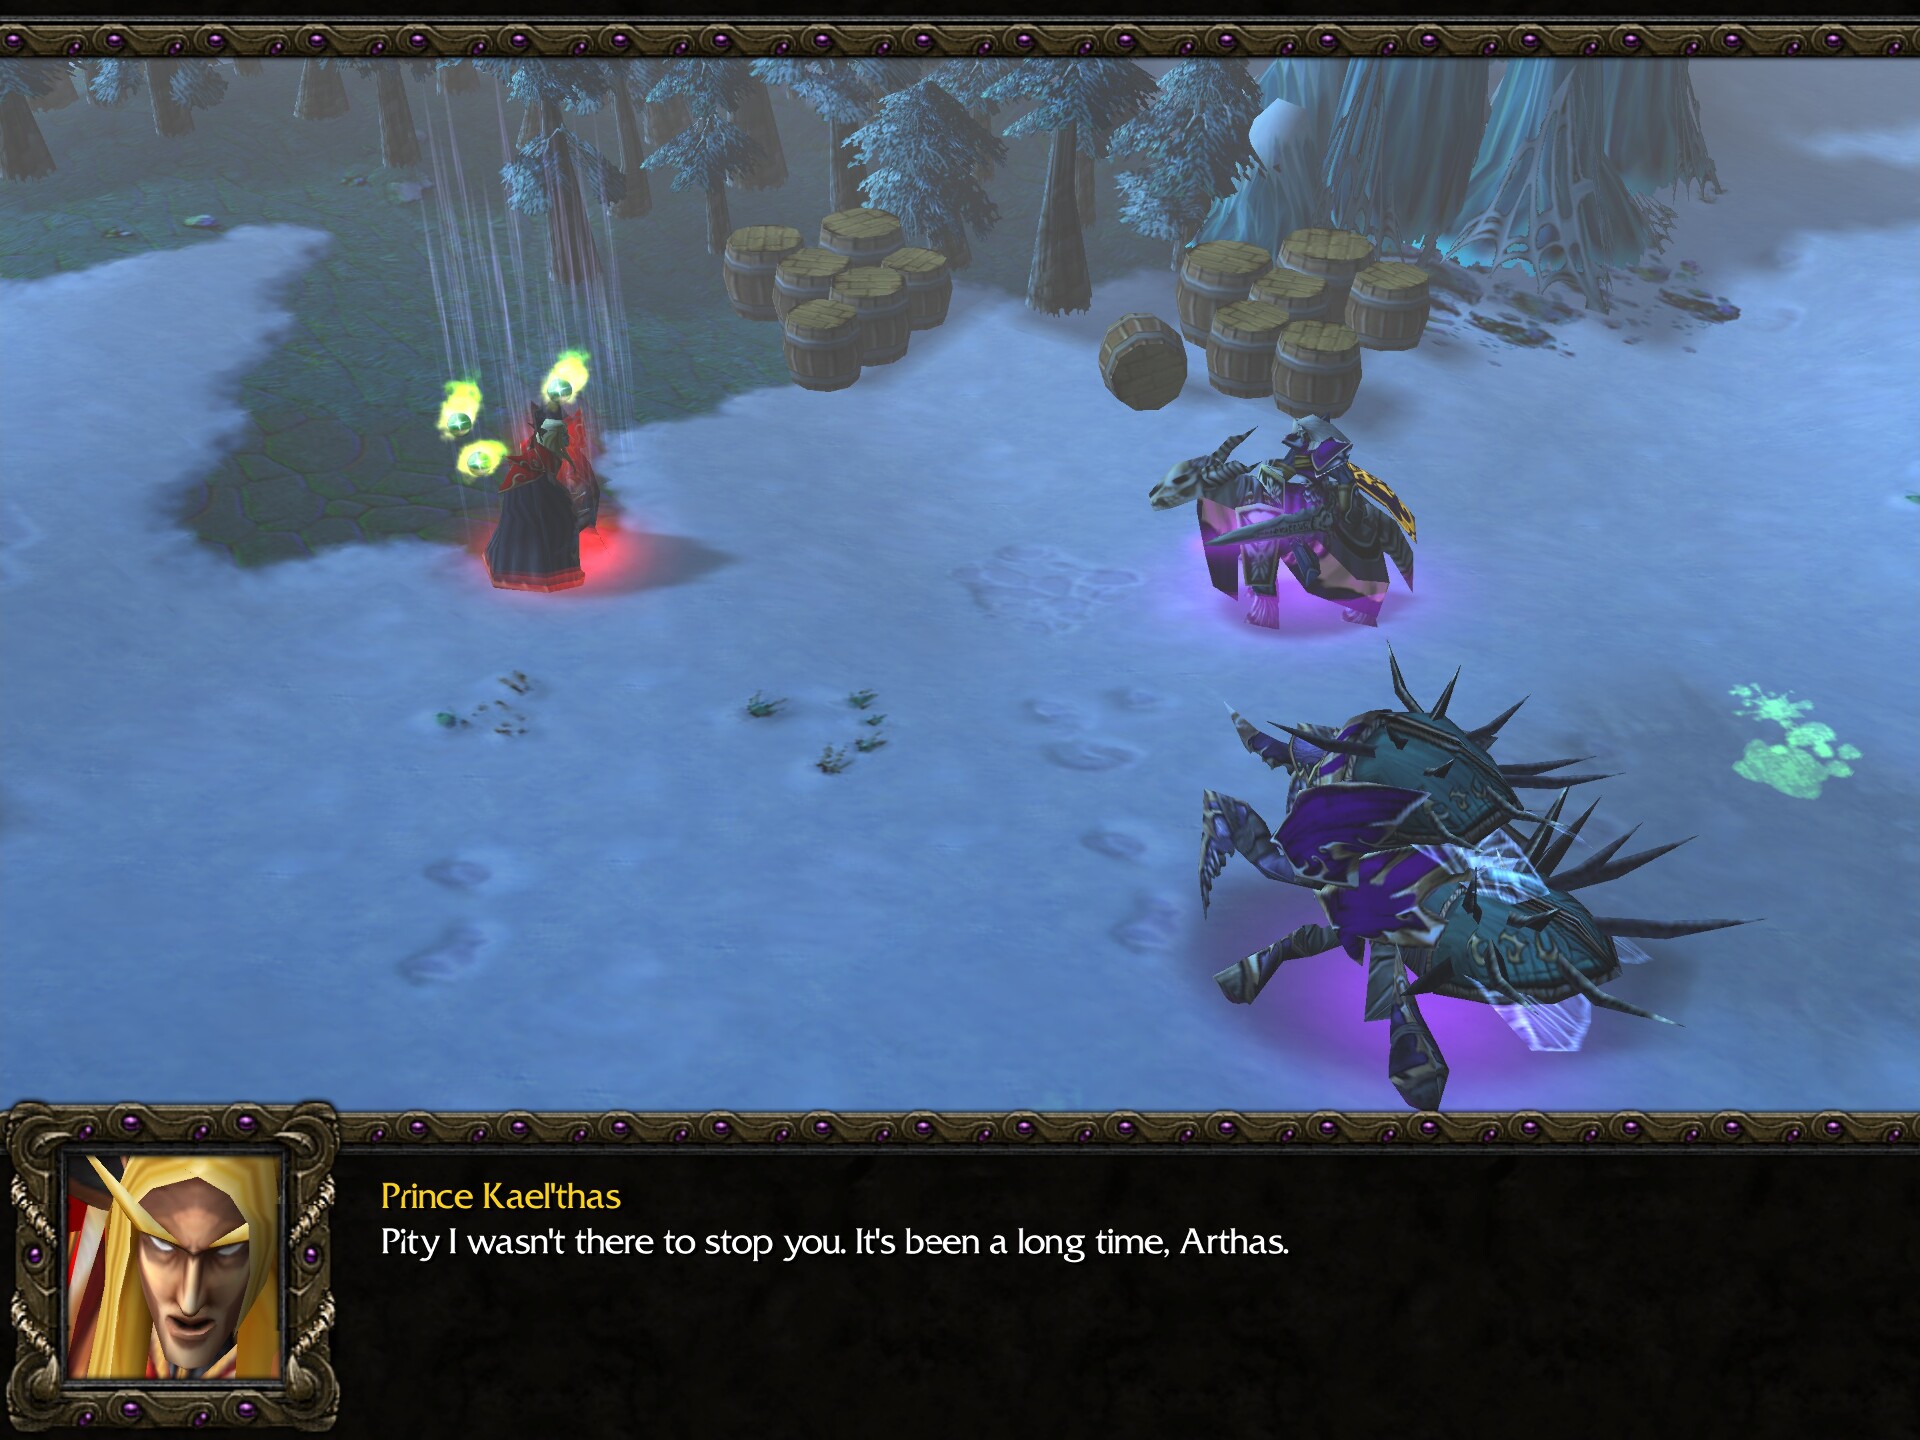 Prince Kael'thas
Pity I wasn't there to stop you. It's been a long time, Arthas.